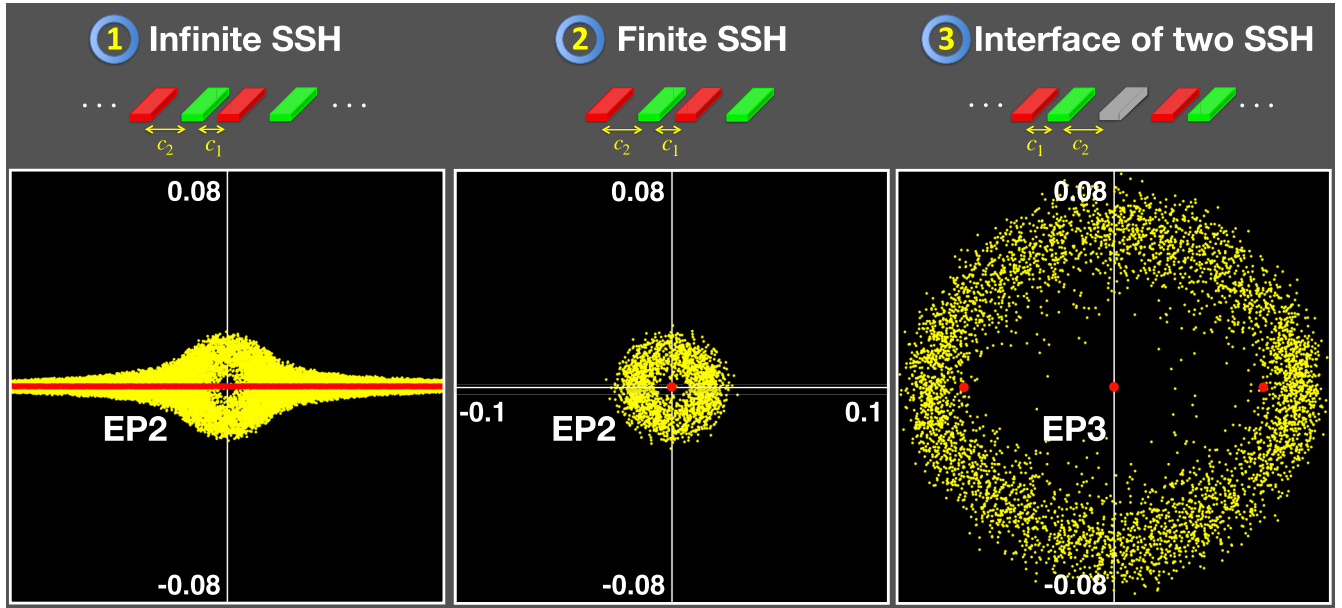 1 Infinite SSH
2 Finite SSH
3 Interface of two SSH
··· ···
c2 c1
c2 c1
··· ···
c1 c2
0.08
EP2
-0.08
0.08
-0.1 0.1
EP2
-0.08
0.08
EP3
-0.08